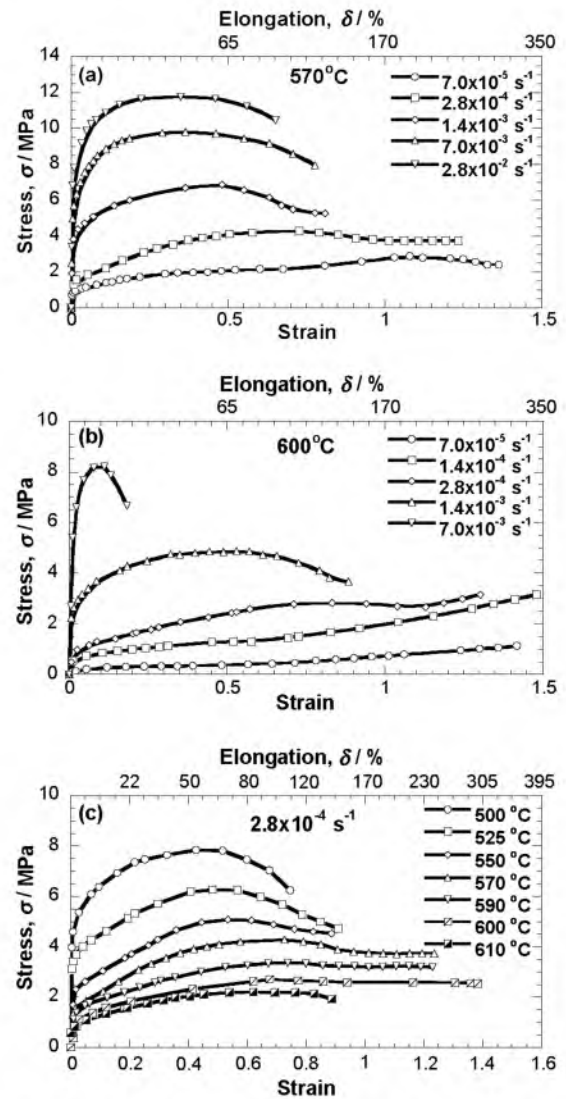 Elongation, δ / %
65 170 350
14
12
10
8
6
4
2
0
Stress, σ / MPa
(a) 570°C
7.0x10⁻⁵ s⁻¹
2.8x10⁻⁴ s⁻¹
1.4x10⁻³ s⁻¹
7.0x10⁻³ s⁻¹
2.8x10⁻² s⁻¹
0 0.5 1 1.5
Strain
Elongation, δ / %
65 170 350
10
8
6
4
2
0
Stress, σ / MPa
(b) 600°C
7.0x10⁻⁵ s⁻¹
1.4x10⁻⁴ s⁻¹
2.8x10⁻⁴ s⁻¹
1.4x10⁻³ s⁻¹
7.0x10⁻³ s⁻¹
0 0.5 1 1.5
Strain
Elongation, δ / %
22 50 80 120 170 230 305 395
10
8
6
4
2
0
Stress, σ / MPa
(c) 2.8x10⁻⁴ s⁻¹
500 °C
525 °C
550 °C
570 °C
590 °C
600 °C
610 °C
0 0.2 0.4 0.6 0.8 1 1.2 1.4 1.6
Strain